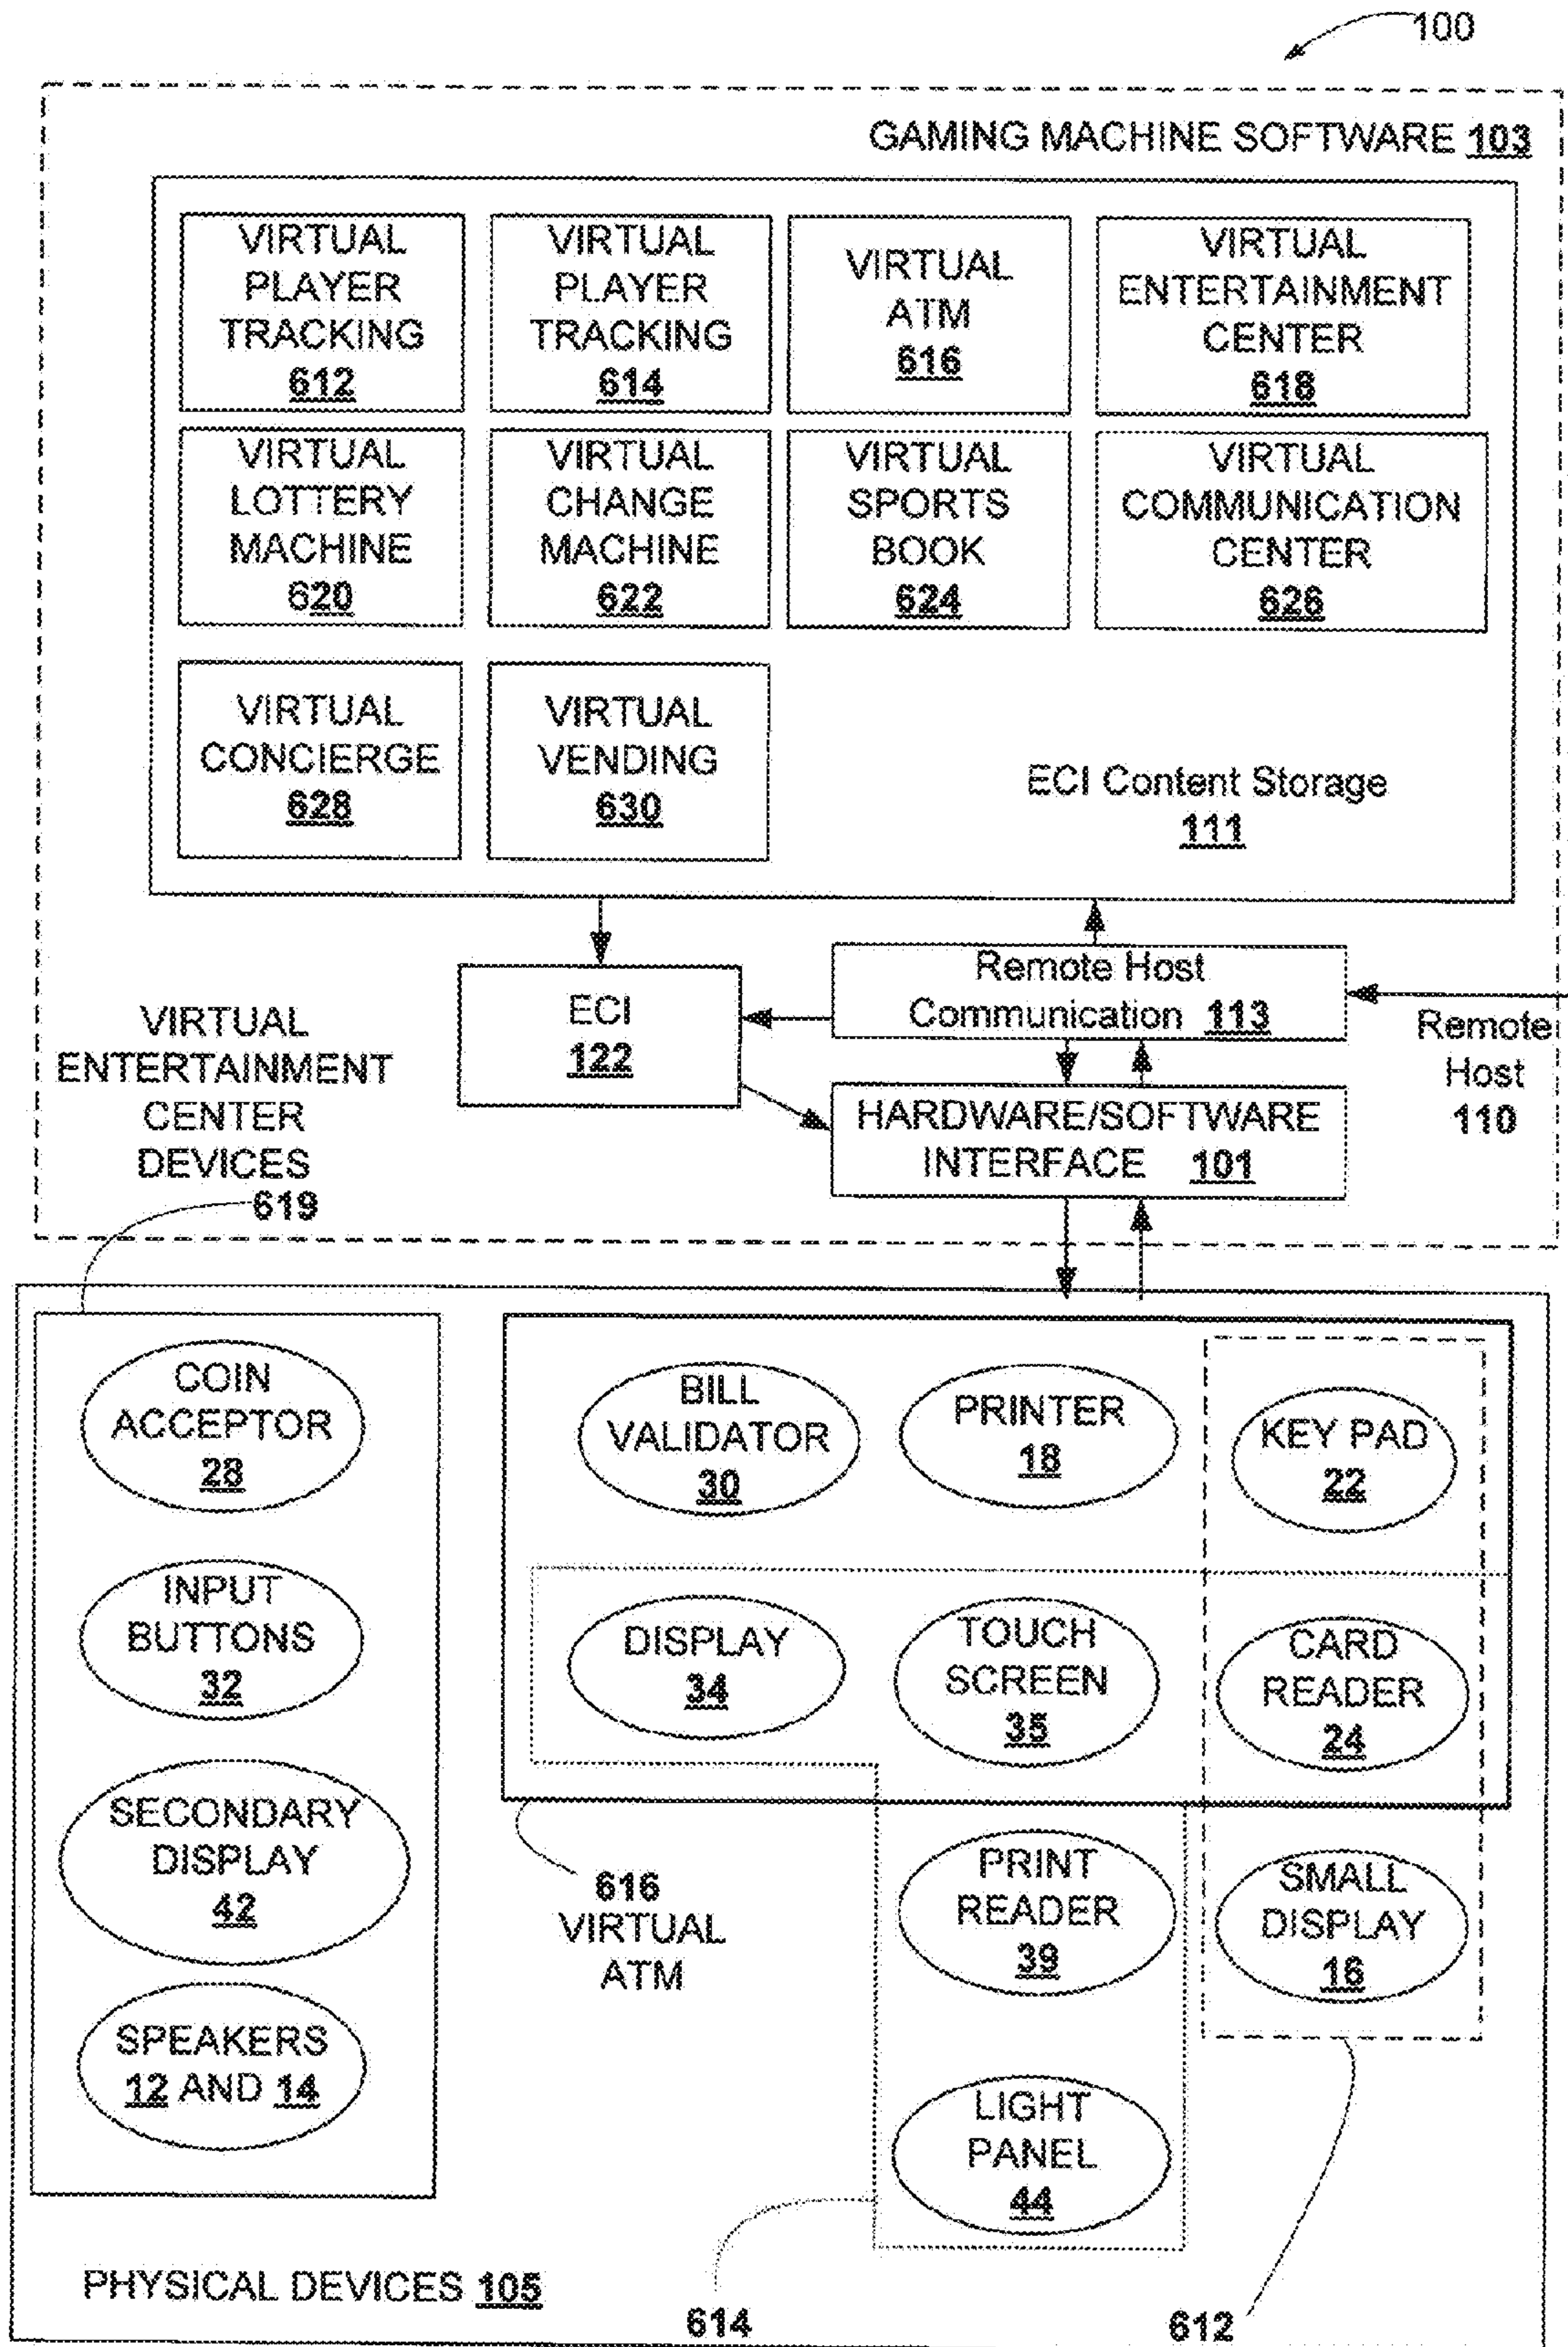 100
GAMING MACHINE SOFTWARE 103
VIRTUAL
PLAYER
TRACKING
612
VIRTUAL
PLAYER
TRACKING
614
VIRTUAL
ATM
616
VIRTUAL
ENTERTAINMENT
CENTER
618
VIRTUAL
LOTTERY
MACHINE
620
VIRTUAL
CHANGE
MACHINE
622
VIRTUAL
SPORTS
BOOK
624
VIRTUAL
COMMUNICATION
CENTER
626
VIRTUAL
CONCIERGE
628
VIRTUAL
VENDING
630
ECI Content Storage
111
ECI
122
Remote Host
Communication 113
Remote
Host
110
HARDWARE/SOFTWARE
INTERFACE 101
VIRTUAL
ENTERTAINMENT
CENTER
DEVICES
619
COIN
ACCEPTOR
28
INPUT
BUTTONS
32
SECONDARY
DISPLAY
42
SPEAKERS
12 AND 14
BILL
VALIDATOR
30
PRINTER
18
KEY PAD
22
DISPLAY
34
TOUCH
SCREEN
35
CARD
READER
24
616
VIRTUAL
ATM
PRINT
READER
39
SMALL
DISPLAY
16
LIGHT
PANEL
44
PHYSICAL DEVICES 105
614
612